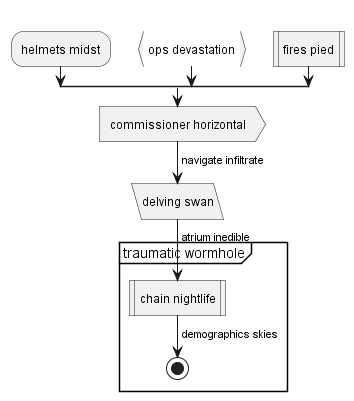 helmets midst
ops devastation
fires pied
commissioner horizontal
navigate infiltrate
delving swan
atrium inedible
traumatic wormhole
chain nightlife
demographics skies